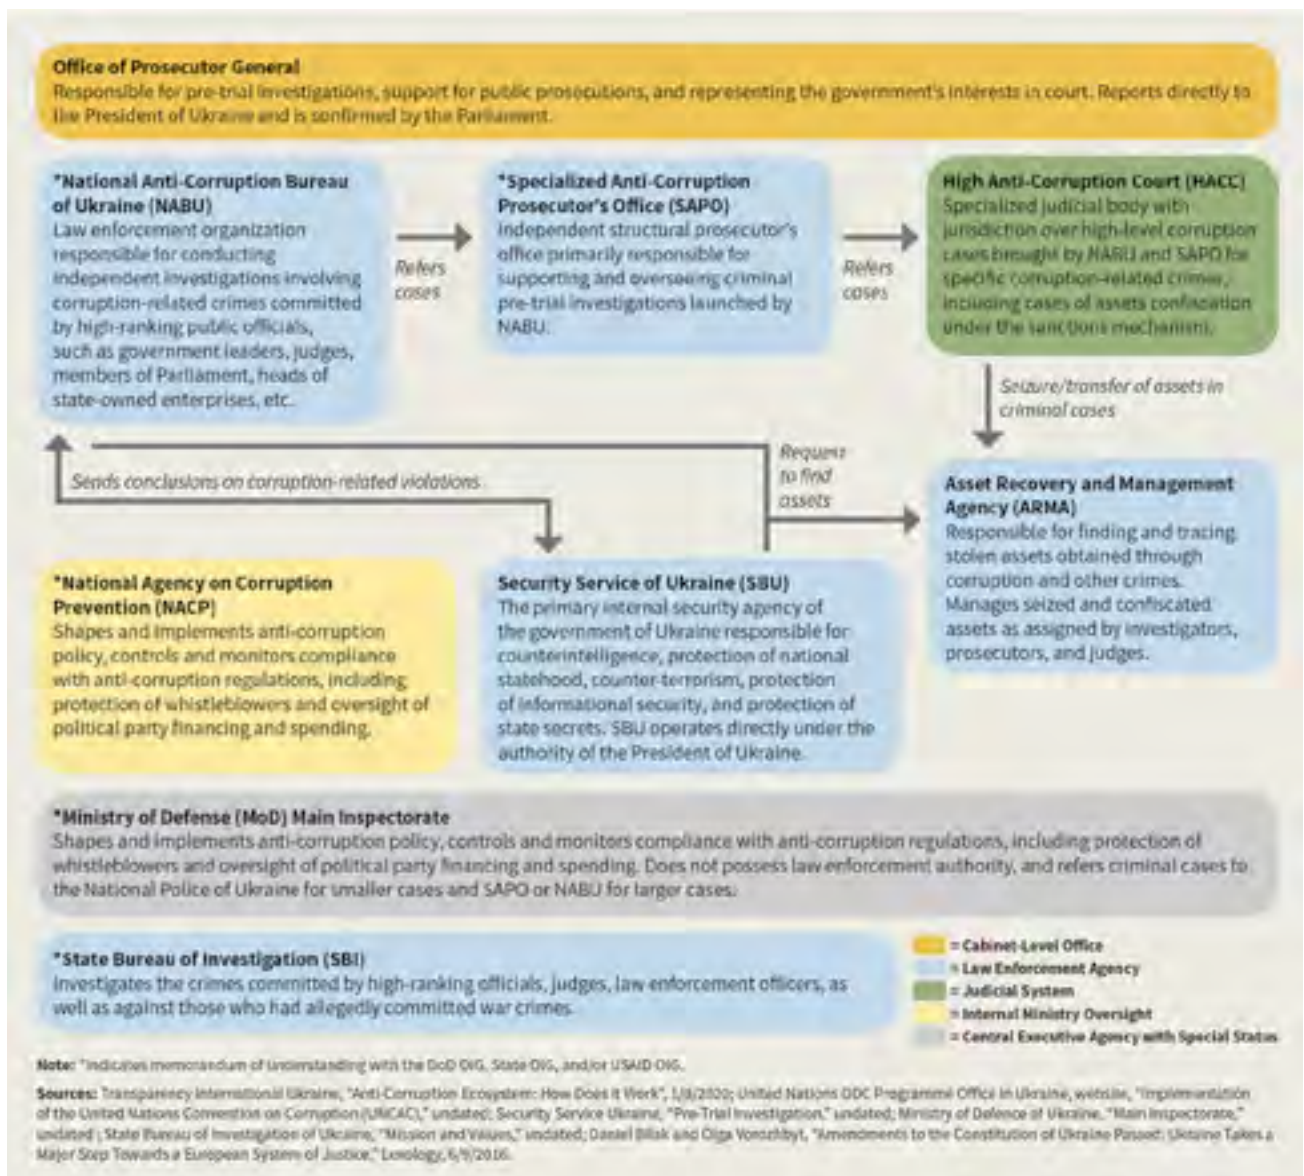 Office of Prosecutor General
Responsible for pre-trial investigations, support for public prosecutions, and representing the government's interests in court. Reports directly to
the President of Ukraine and is confirmed by the Parliament.
*National Anti-Corruption Bureau
of Ukraine (NABU)
Law enforcement organization
responsible for conducting
independent investigations involving
corruption-related crimes committed
by high-ranking public officials,
such as government leaders, judges,
members of Parliament, heads of
state-owned enterprises, etc.
Refers
cases
*Specialized Anti-Corruption
Prosecutor's Office (SAPO)
Independent structural prosecutor's
office primarily responsible for
supporting and overseeing criminal
pre-trial investigations launched by
NABU.
Refers
cases
High Anti-Corruption Court (HACC)
Specialized judicial body with
jurisdiction over high-level corruption
cases brought by NABU and SAPO for
specific corruption-related crimes,
including cases of assets confiscation
under the sanctions mechanism.
Seizure/transfer of assets in
criminal cases
Sends conclusions on corruption-related violations
Request
to find
assets
Asset Recovery and Management
Agency (ARMA)
Responsible for finding and tracing
stolen assets obtained through
corruption and other crimes.
Manages seized and confiscated
assets as assigned by investigators,
prosecutors, and judges.
*National Agency on Corruption
Prevention (NACP)
Shapes and implements anti-corruption
policy, controls and monitors compliance
with anti-corruption regulations, including
protection of whistleblowers and oversight of
political party financing and spending.
Security Service of Ukraine (SBU)
The primary internal security agency of
the government of Ukraine responsible for
counterintelligence, protection of national
statehood, counter-terrorism, protection
of informational security, and protection of
state secrets. SBU operates directly under the
authority of the President of Ukraine.
*Ministry of Defense (MoD) Main Inspectorate
Shapes and implements anti-corruption policy, controls and monitors compliance with anti-corruption regulations, including protection of
whistleblowers and oversight of political party financing and spending. Does not possess law enforcement authority, and refers criminal cases to
the National Police of Ukraine for smaller cases and SAPO or NABU for larger cases.
*State Bureau of Investigation (SBI)
Investigates the crimes committed by high-ranking officials, judges, law enforcement officers, as
well as against those who had allegedly committed war crimes.
= Cabinet-Level Office
= Law Enforcement Agency
= Judicial System
= Internal Ministry Oversight
= Central Executive Agency with Special Status
Note: *Indicates memorandum of understanding with the DoD OIG, State OIG, and/or USAID OIG.
Sources: Transparency International Ukraine, "Anti-Corruption Ecosystem: How Does it Work", 1/8/2020; United Nations ODC Programme Office in Ukraine, website, "Implementation
of the United Nations Convention on Corruption (UNCAC)," undated; Security Service Ukraine, "Pre-Trial Investigation," undated; Ministry of Defence of Ukraine, "Main Inspectorate,"
undated; State Bureau of Investigation of Ukraine, "Mission and Values," undated; Daniel Bilak and Olga Vorozhbyt, "Amendments to the Constitution of Ukraine Passed: Ukraine Takes a
Major Step Towards a European System of Justice," Lexology, 6/9/2016.